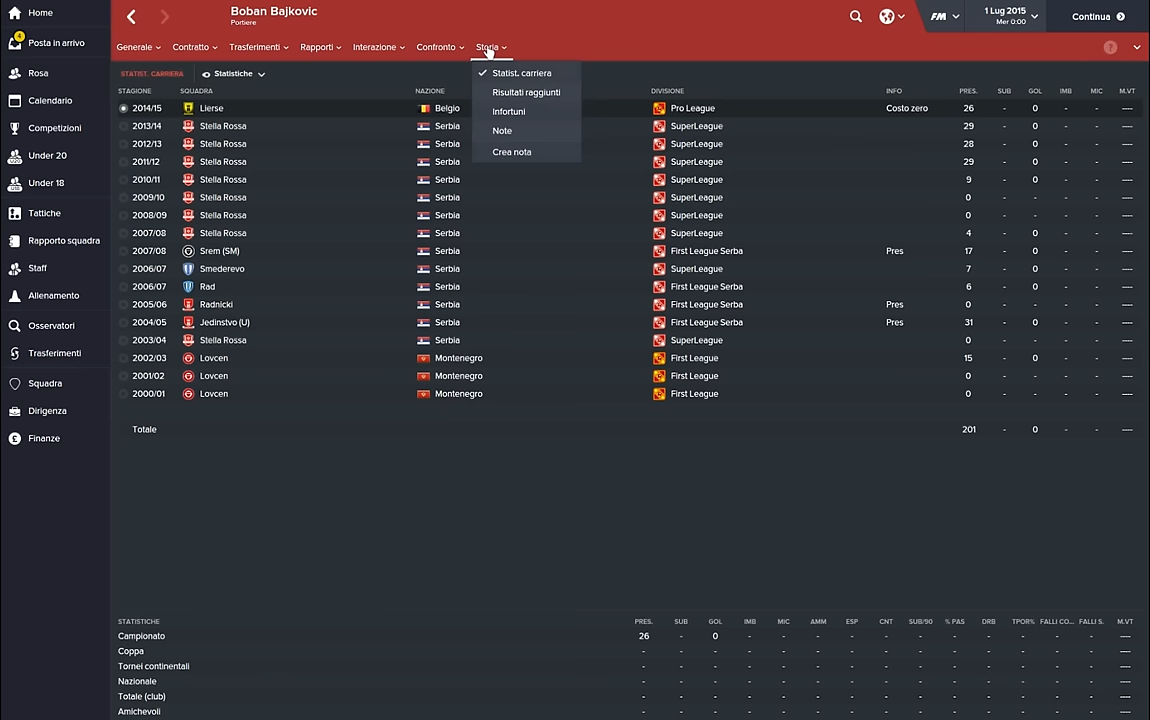 Home
Posta in arrivo
4
Rosa
Calendario
Competizioni
Under 20
Under 18
Tattiche
Rapporto squadra
Staff
Allenamento
Osservatori
Trasferimenti
Squadra
Dirigenza
Finanze
Boban Bajkovic
Portiere
FM
1 Lug 2015
Mer 0:00
Continua
Generale Contratto Trasferimenti Rapporti Interazione Confronto Storia
?
STATIST. CARRIERA Statistiche
Statist. carriera
Risultati raggiunti
Infortuni
Note
Crea nota
STAGIONE SQUADRA NAZIONE DIVISIONE INFO PRES. SUB GOL IMB MIC M.VT
2014/15 Lierse Belgio Pro League Costo zero 26 - 0 - - ---
2013/14 Stella Rossa Serbia SuperLeague 29 - 0 - - ---
2012/13 Stella Rossa Serbia SuperLeague 28 - 0 - - ---
2011/12 Stella Rossa Serbia SuperLeague 29 - 0 - - ---
2010/11 Stella Rossa Serbia SuperLeague 9 - 0 - - ---
2009/10 Stella Rossa Serbia SuperLeague 0 - - - - ---
2008/09 Stella Rossa Serbia SuperLeague 0 - - - - ---
2007/08 Stella Rossa Serbia SuperLeague 4 - 0 - - ---
2007/08 Srem (SM) Serbia First League Serba Pres 17 - 0 - - ---
2006/07 Smederevo Serbia SuperLeague 7 - 0 - - ---
2006/07 Rad Serbia First League Serba 6 - 0 - - ---
2005/06 Radnicki Serbia First League Serba Pres 0 - - - - ---
2004/05 Jedinstvo (U) Serbia First League Serba Pres 31 - 0 - - ---
2003/04 Stella Rossa Serbia SuperLeague 0 - - - - ---
2002/03 Lovcen Montenegro First League 15 - 0 - - ---
2001/02 Lovcen Montenegro First League 0 - - - - ---
2000/01 Lovcen Montenegro First League 0 - - - - ---
Totale 201 - 0 - - ---
STATISTICHE PRES. SUB GOL IMB MIC AMM ESP CNT SUB/90 % PAS DRB TPOR% FALLI CO... FALLI S. M.VT
Campionato 26 - 0 - - - - - - - - - - - ---
Coppa - - - - - - - - - - - - - - ---
Tornei continentali - - - - - - - - - - - - - - ---
Nazionale - - - - - - - - - - - - - - ---
Totale (club) - - - - - - - - - - - - - - ---
Amichevoli - - - - - - - - - - - - - - ---